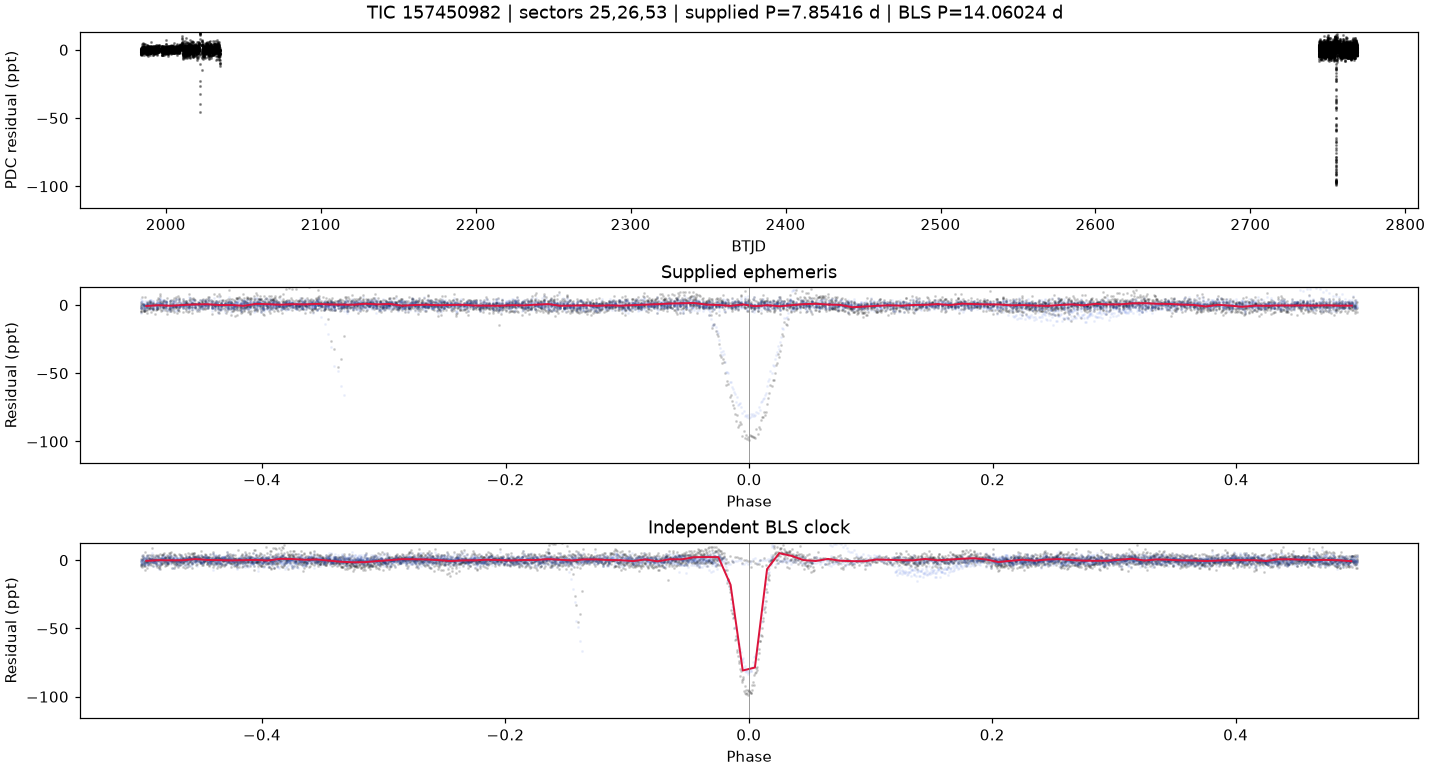 TIC 157450982 | sectors 25,26,53 | supplied P=7.85416 d | BLS P=14.06024 d
PDC residual (ppt)
0
−50
−100
2000 2100 2200 2300 2400 2500 2600 2700 2800
BTJD
Supplied ephemeris
Residual (ppt)
0
−50
−100
−0.4 −0.2 0.0 0.2 0.4
Phase
Independent BLS clock
Residual (ppt)
0
−50
−100
−0.4 −0.2 0.0 0.2 0.4
Phase